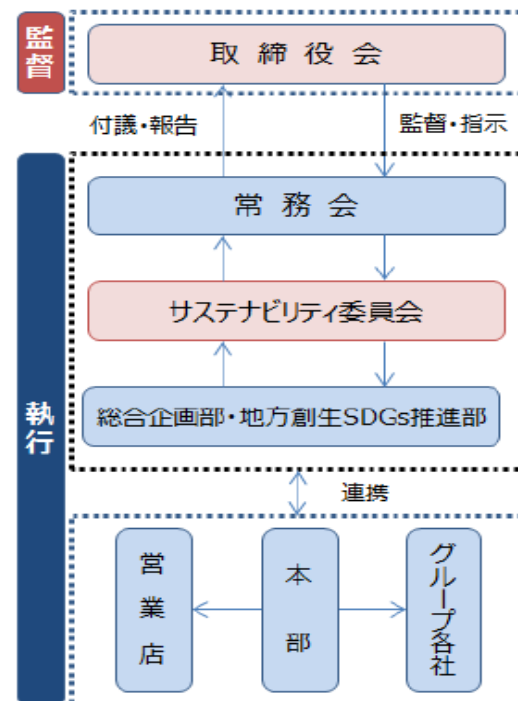 監督
取締役会
付議・報告
監督・指示
執行
常務会
サステナビリティ委員会
総合企画部・地方創生SDGs推進部
連携
営業店
本部
グループ各社